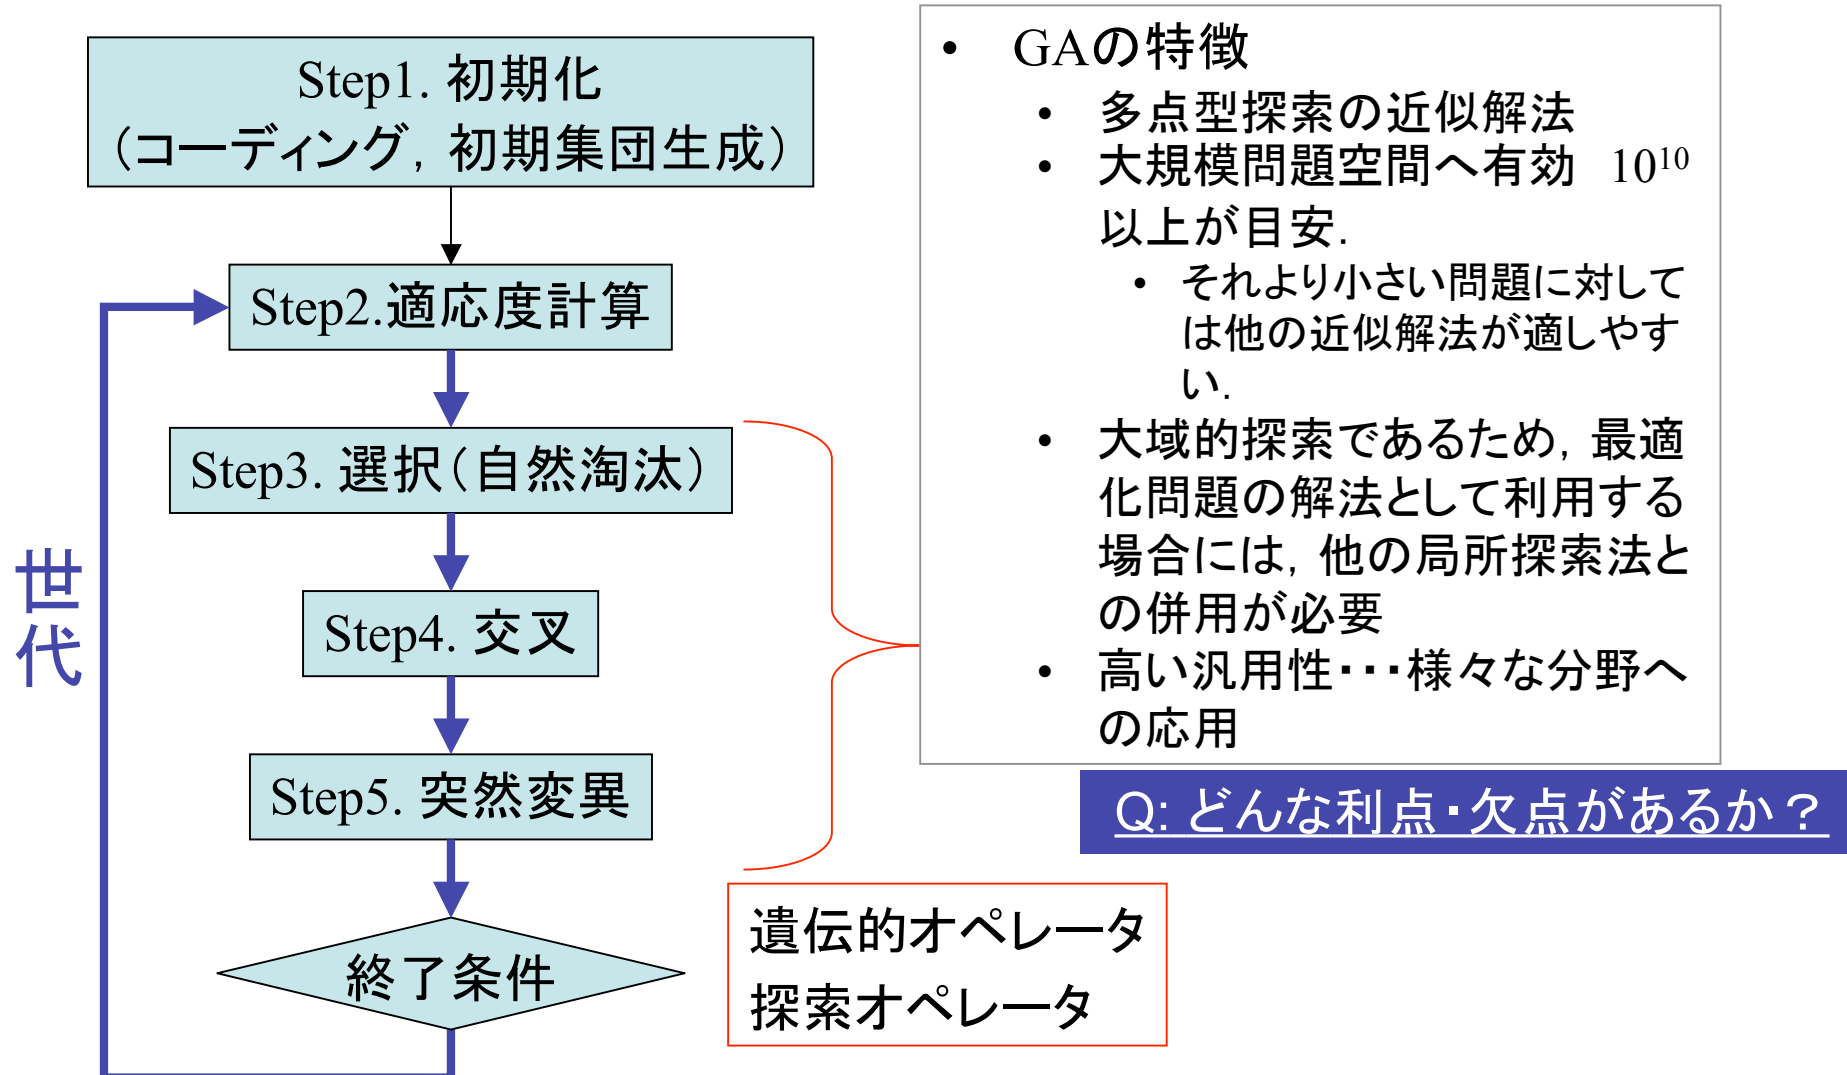 Step1. 初期化
（コーディング，初期集団生成）
Step2.適応度計算
Step3. 選択（自然淘汰）
Step4. 交叉
Step5. 突然変異
終了条件
世
代
• GAの特徴
• 多点型探索の近似解法
• 大規模問題空間へ有効 10¹⁰
以上が目安．
• それより小さい問題に対して
は他の近似解法が適しやす
い．
• 大域的探索であるため，最適
化問題の解法として利用する
場合には，他の局所探索法と
の併用が必要
• 高い汎用性・・・様々な分野へ
の応用
Q: どんな利点・欠点があるか？
遺伝的オペレータ
探索オペレータ